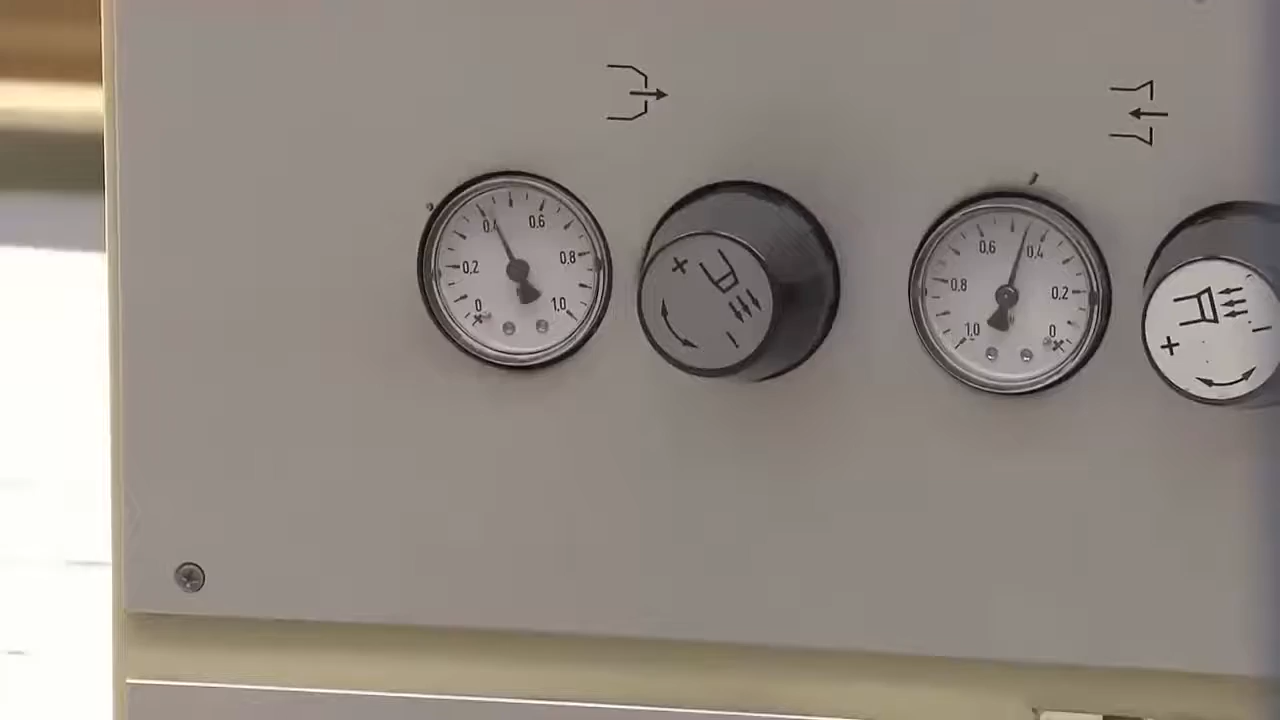 0 0,2 0,4 0,6 0,8 1,0
+ −
1,0 0,8 0,6 0,4 0,2 0
+ −